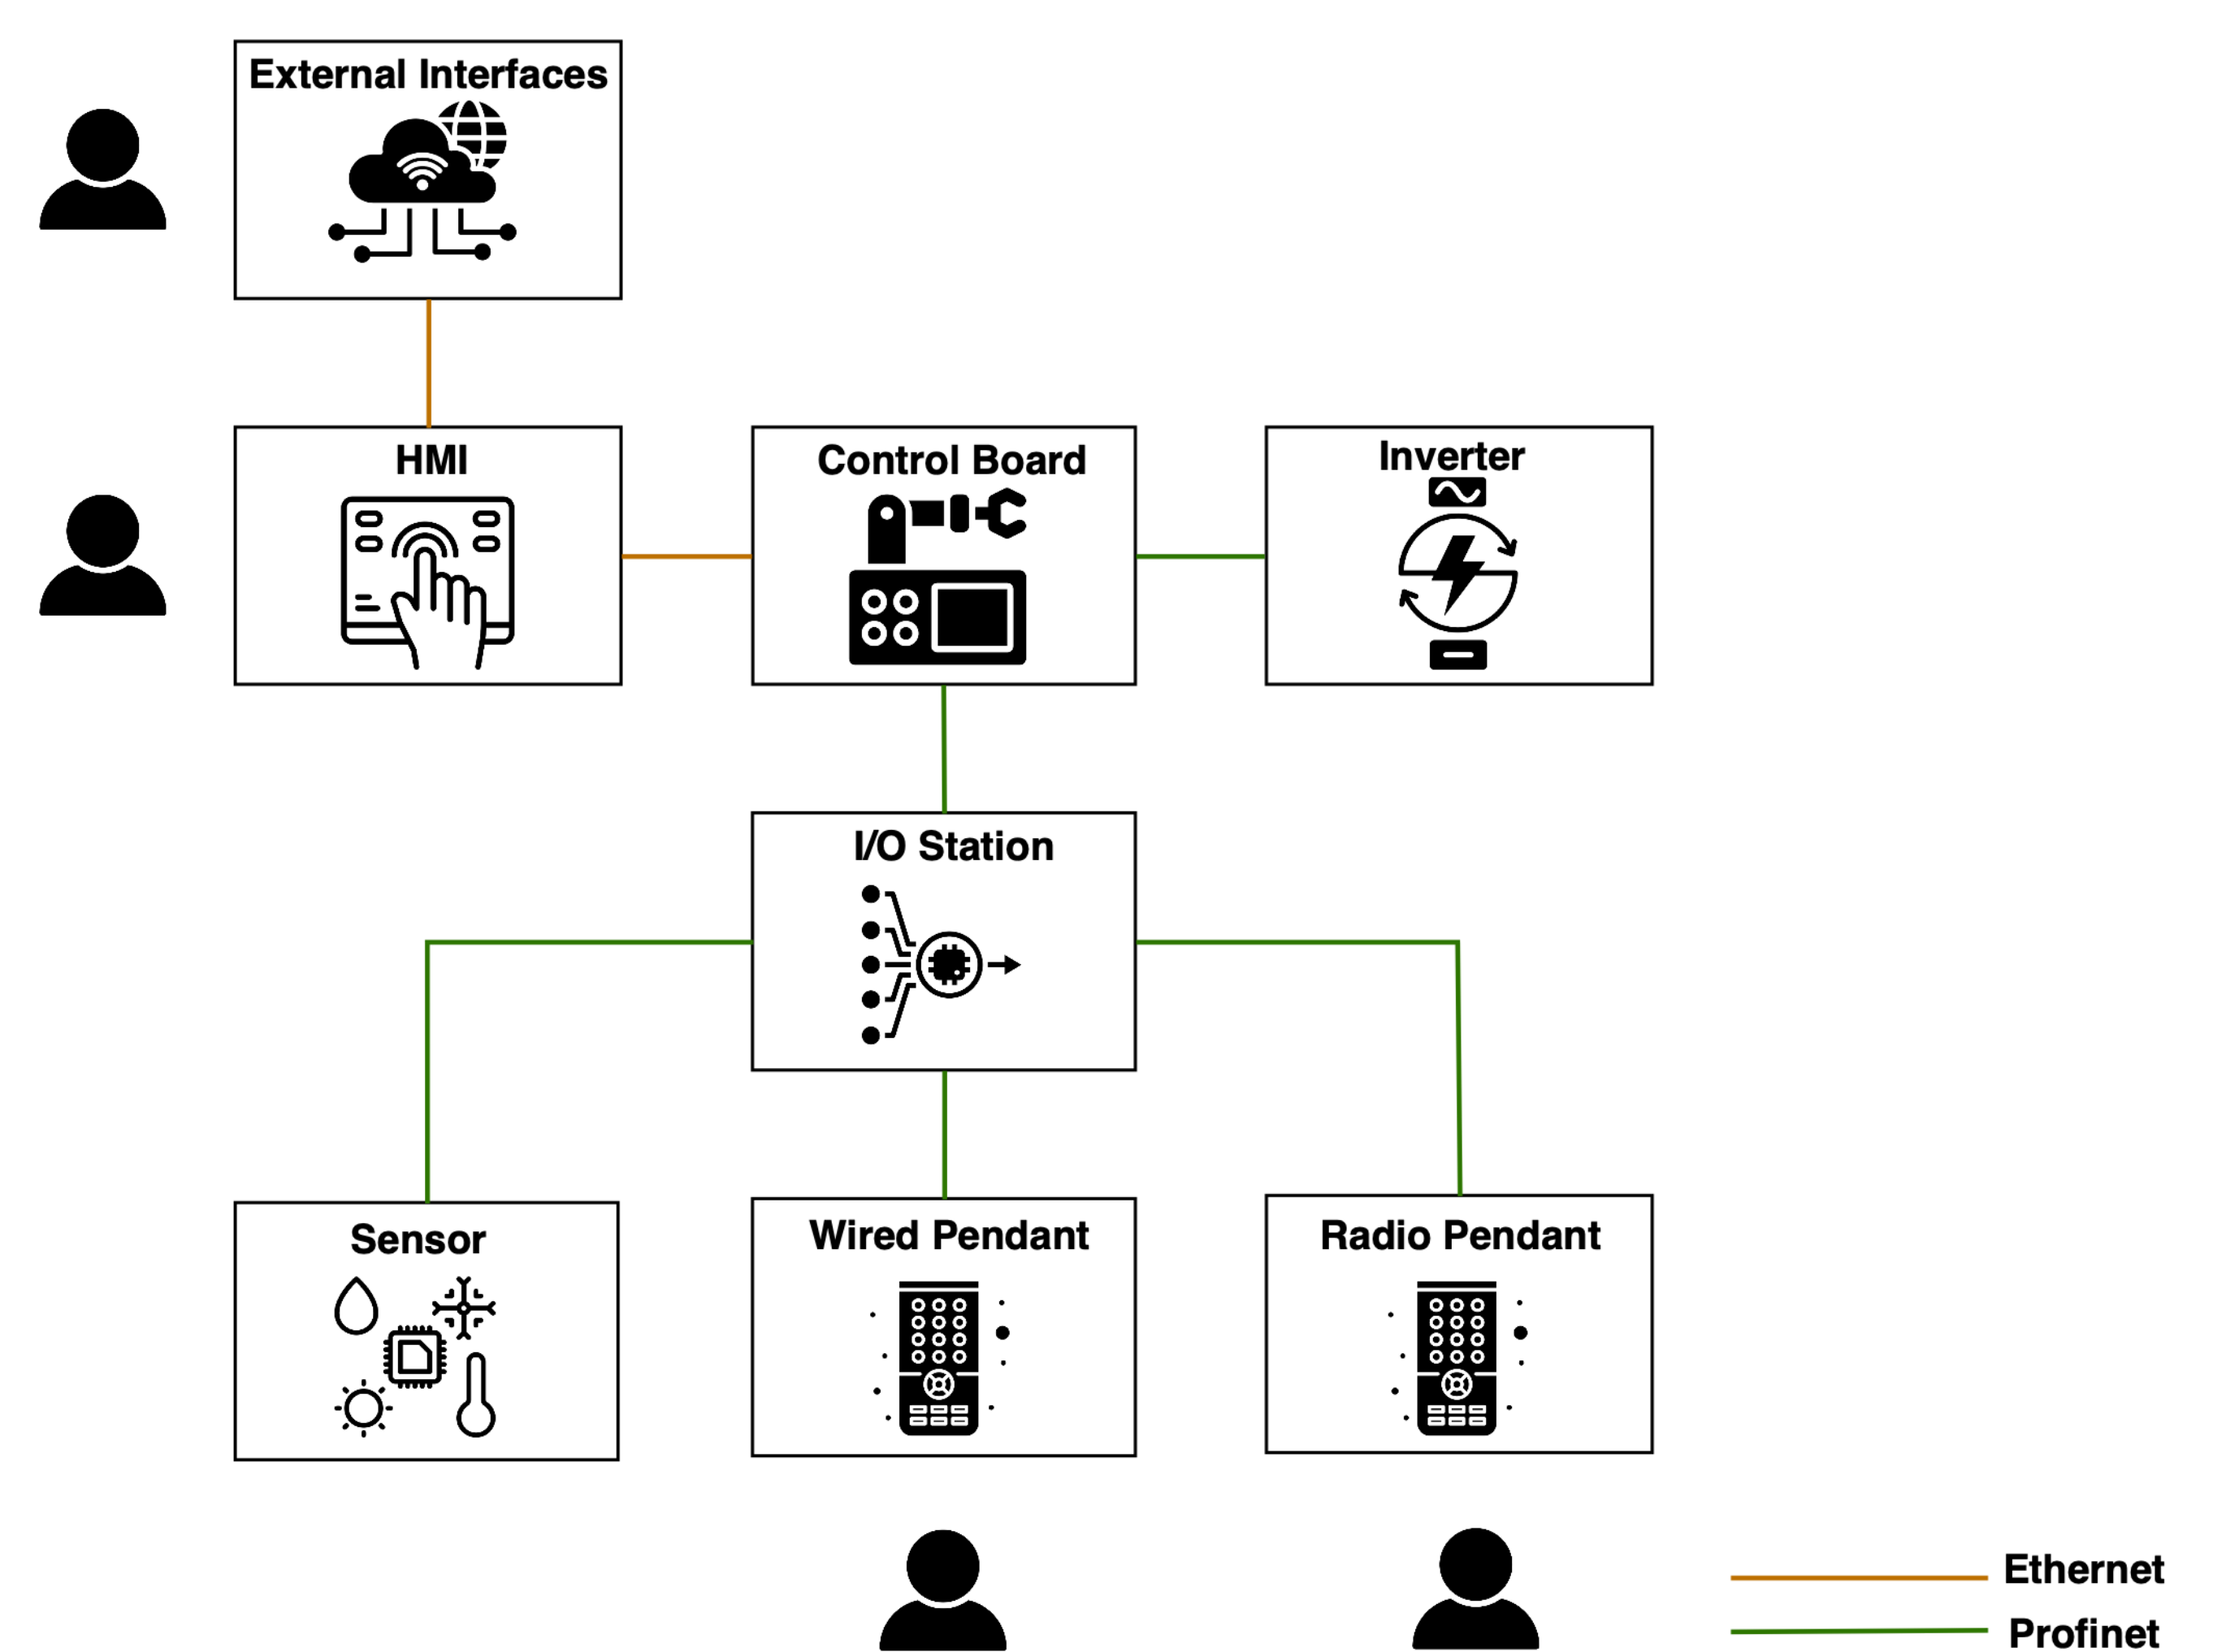 External Interfaces
HMI
Control Board
Inverter
I/O Station
Sensor
Wired Pendant
Radio Pendant
Ethernet
Profinet